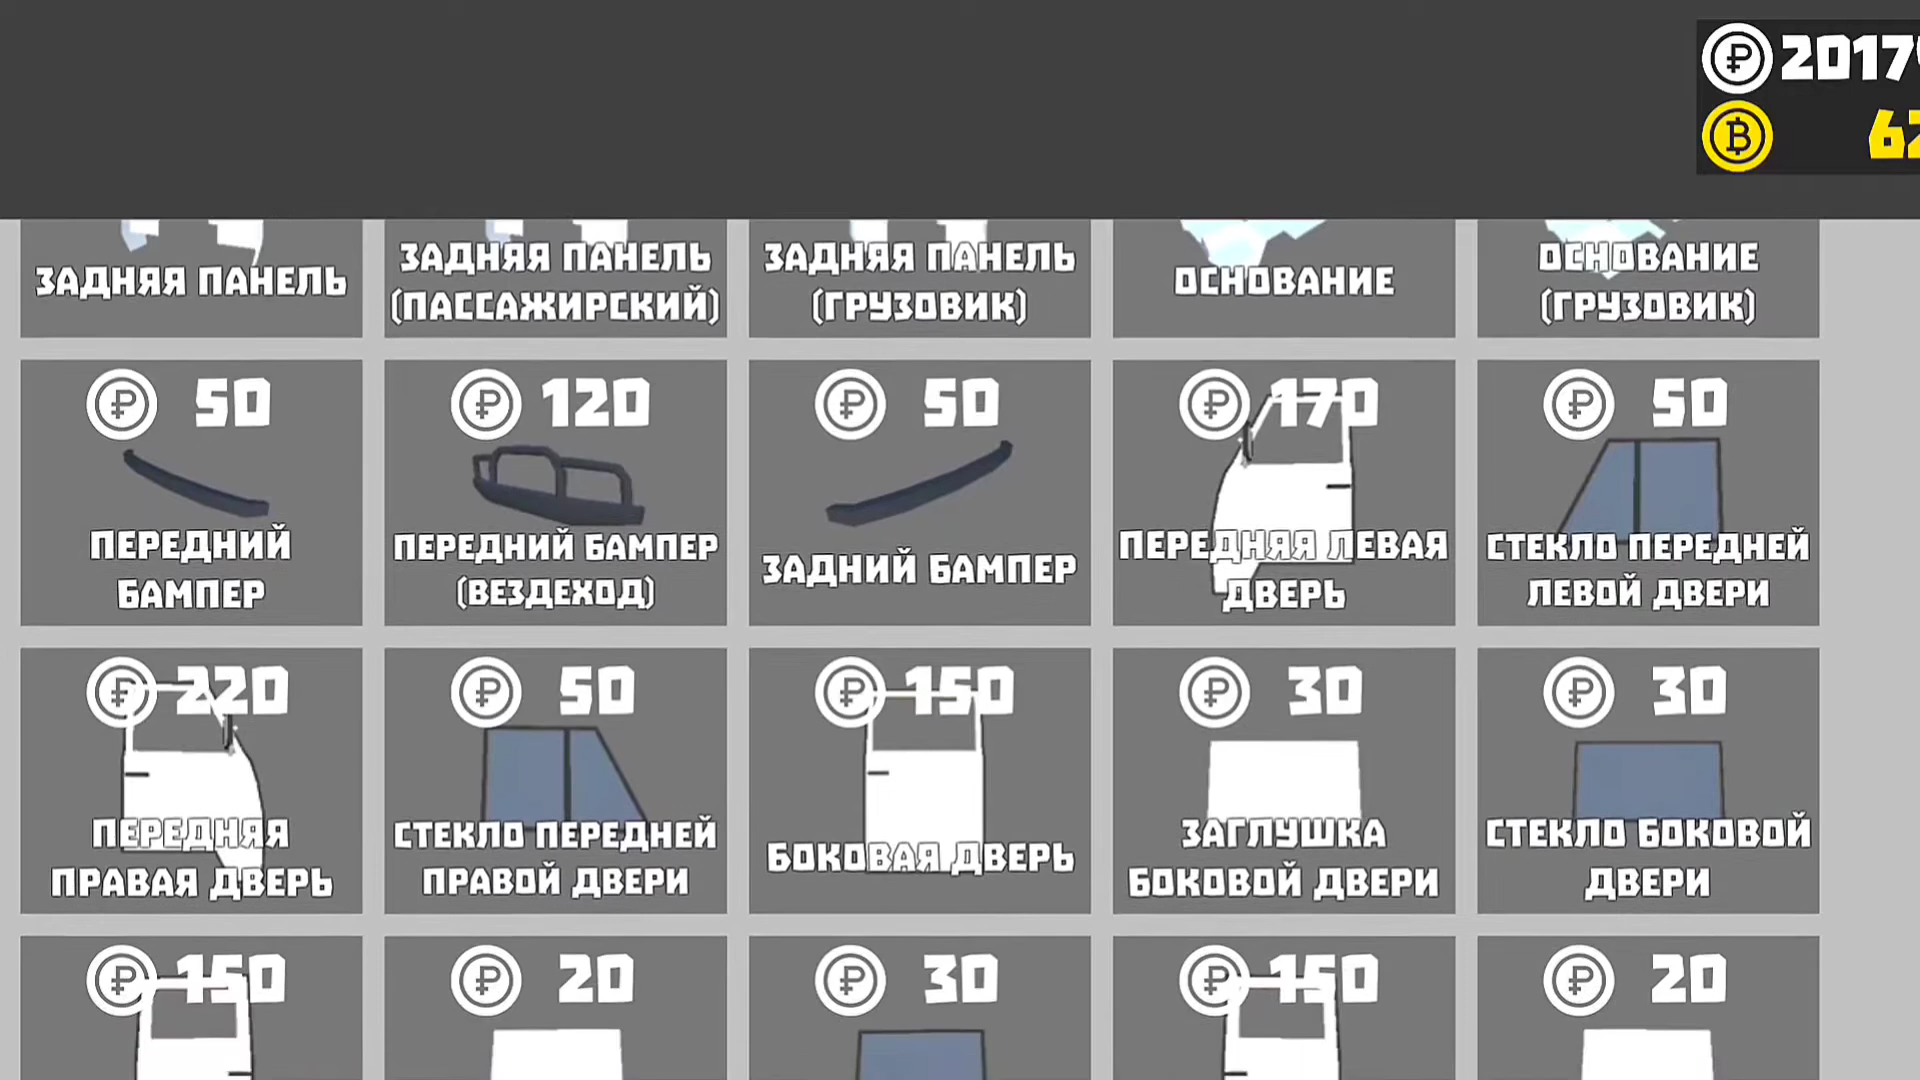 2017
62
ЗАДНЯЯ ПАНЕЛЬ
ЗАДНЯЯ ПАНЕЛЬ
(ПАССАЖИРСКИЙ)
ЗАДНЯЯ ПАНЕЛЬ
(ГРУЗОВИК)
ОСНОВАНИЕ
ОСНОВАНИЕ
(ГРУЗОВИК)
50
ПЕРЕДНИЙ
БАМПЕР
120
ПЕРЕДНИЙ БАМПЕР
(ВЕЗДЕХОД)
50
ЗАДНИЙ БАМПЕР
170
ПЕРЕДНЯЯ ЛЕВАЯ
ДВЕРЬ
50
СТЕКЛО ПЕРЕДНЕЙ
ЛЕВОЙ ДВЕРИ
220
ПЕРЕДНЯЯ
ПРАВАЯ ДВЕРЬ
50
СТЕКЛО ПЕРЕДНЕЙ
ПРАВОЙ ДВЕРИ
150
БОКОВАЯ ДВЕРЬ
30
ЗАГЛУШКА
БОКОВОЙ ДВЕРИ
30
СТЕКЛО БОКОВОЙ
ДВЕРИ
150
20
30
150
20